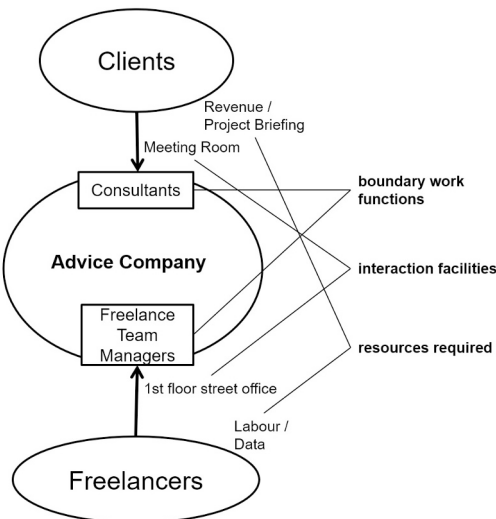 Clients
Revenue /
Project Briefing
Meeting Room
Consultants
boundary work
functions
Advice Company
interaction facilities
Freelance
Team
Managers
resources required
1st floor street office
Labour /
Data
Freelancers